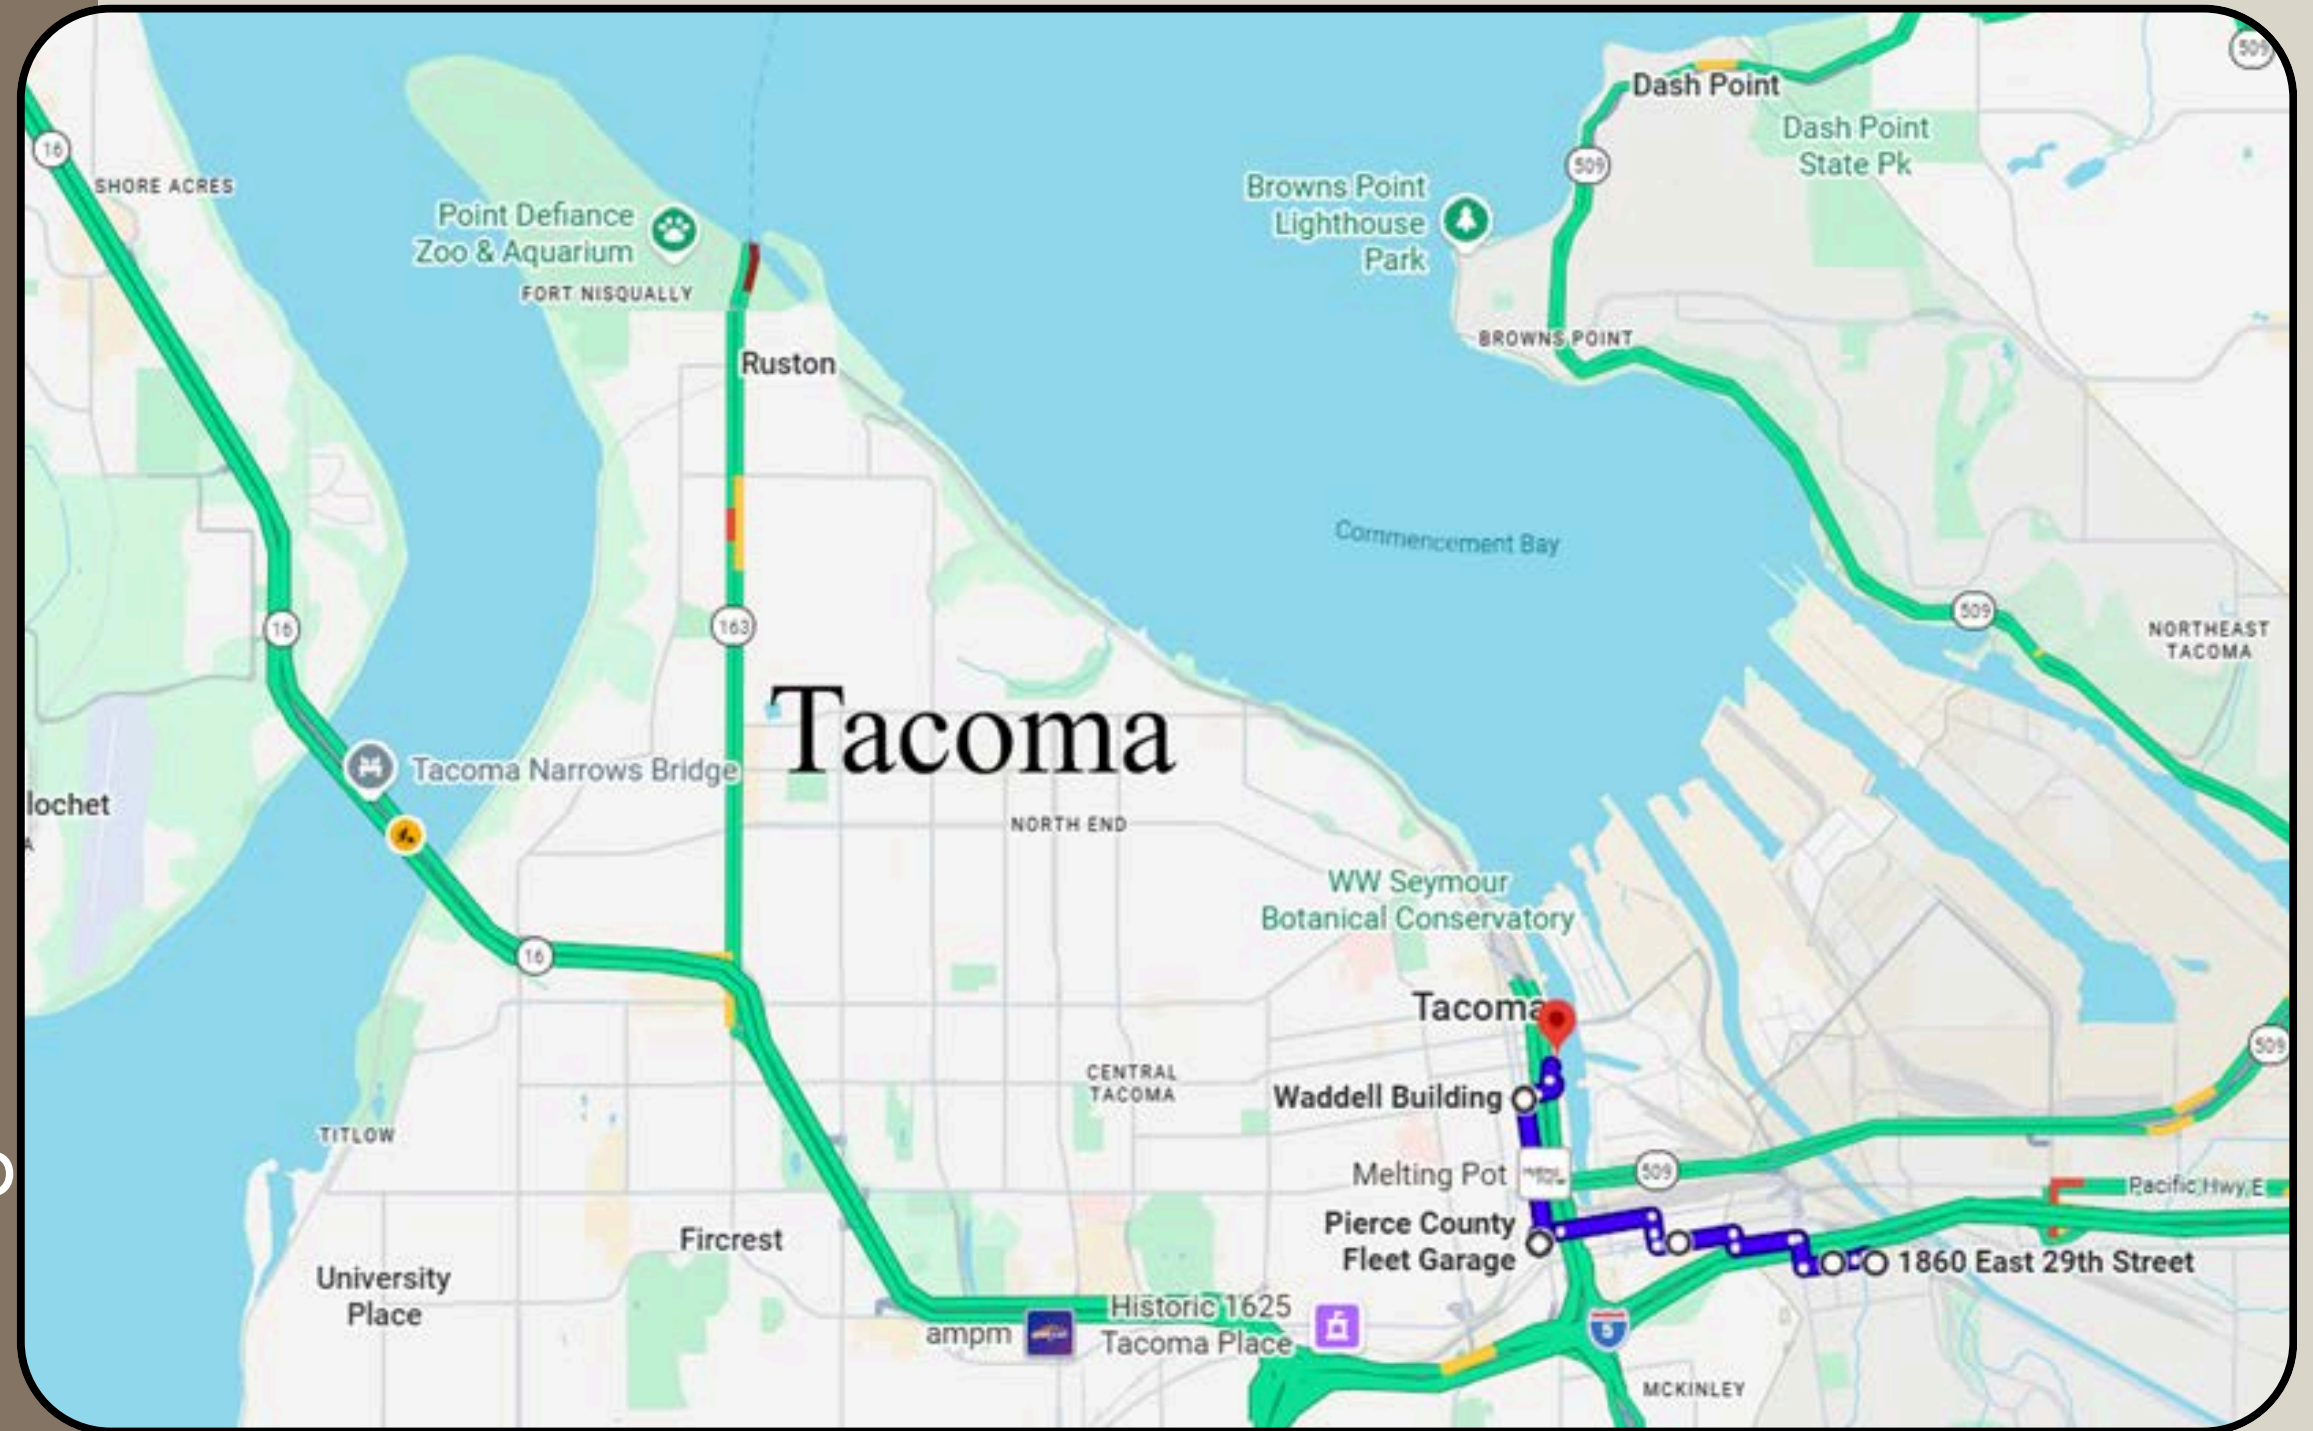 509
Dash Point
16
SHORE ACRES
Dash Point
State Pk
509
Browns Point
Lighthouse
Park
Point Defiance
Zoo & Aquarium
FORT NISQUALLY
BROWNS POINT
Ruston
Commencement Bay
509
16
163
NORTHEAST
TACOMA
Tacoma
Tacoma Narrows Bridge
lochet
A
NORTH END
WW Seymour
Botanical Conservatory
16
Tacoma
509
CENTRAL
TACOMA
Waddell Building
TITLOW
Melting Pot
509
Pacific Hwy E
Pierce County
Fleet Garage
Fircrest
1860 East 29th Street
University
Place
Historic 1625
Tacoma Place
ampm
5
MCKINLEY